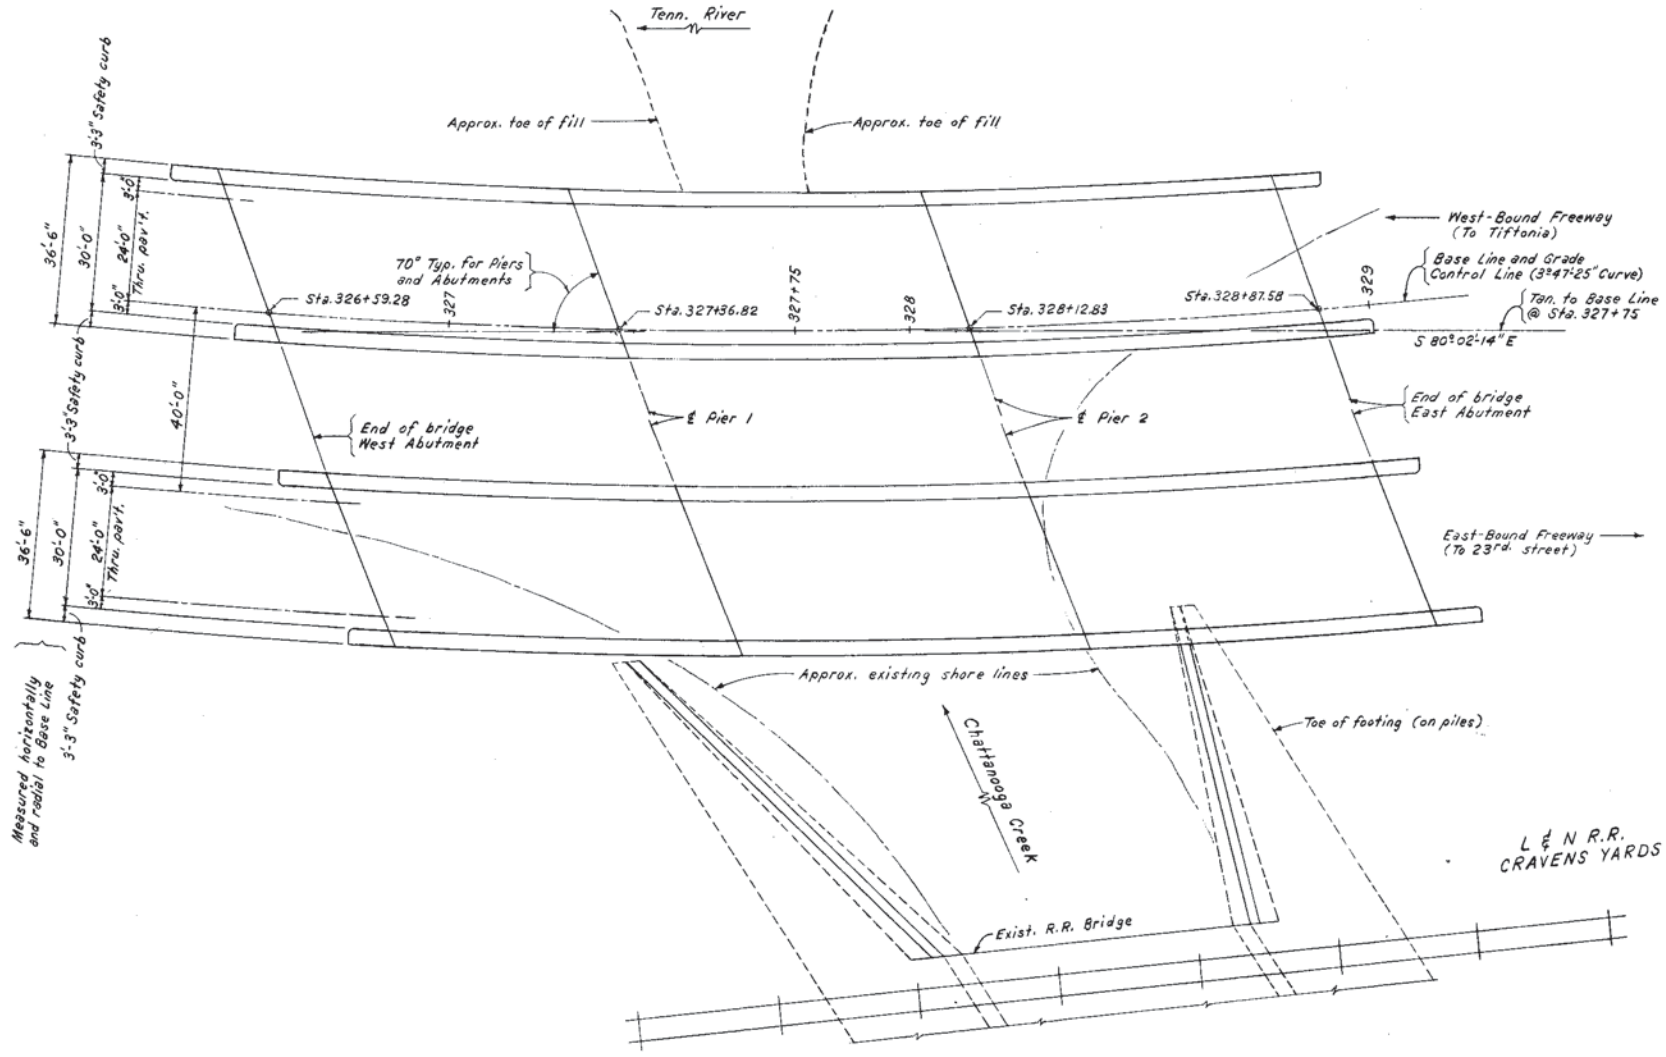 Tenn. River
Approx. toe of fill
Approx. toe of fill
3'-3" Safety curb
36'-6"
30'-0"
3'-0"
24'-0"
Thru. pav't.
3'-0"
70° Typ. for Piers
and Abutments
West-Bound Freeway
(To Tiftonia)
Base Line and Grade
Control Line (3°47'-25" Curve)
Tan. to Base Line
@ Sta. 327+75
S 80°-02'-14" E
Sta. 326+59.28
327
Sta. 327+36.82
327+75
328
Sta. 328+12.83
Sta. 328+87.58
329
3'-3" Safety curb
40'-0"
End of bridge
West Abutment
℄ Pier 1
℄ Pier 2
End of bridge
East Abutment
36'-6"
30'-0"
3'-0"
24'-0"
Thru. pav't.
3'-0"
East-Bound Freeway
(To 23rd. street)
3'-3" Safety curb
Measured horizontally
and radial to Base Line
Approx. existing shore lines
Toe of footing (on piles)
Chattanooga Creek
L & N R.R.
CRAVENS YARDS
Exist. R.R. Bridge